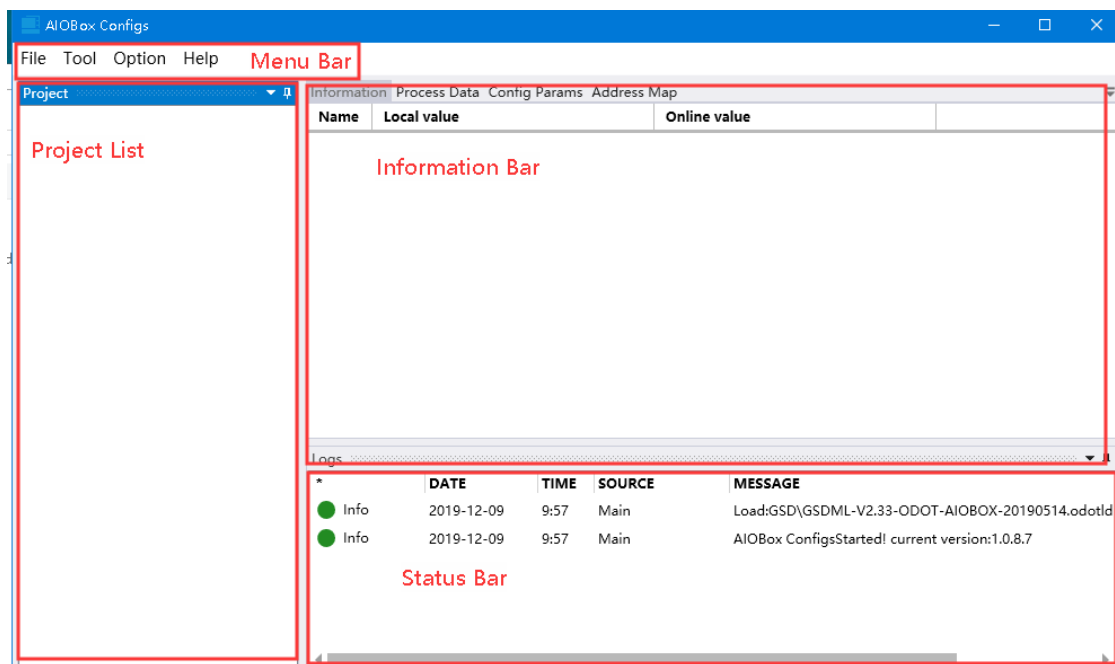 AIOBox Configs
File Tool Option Help Menu Bar
Project
Project List
Information Process Data Config Params Address Map
Name Local value Online value
Information Bar
Logs
* DATE TIME SOURCE MESSAGE
Info 2019-12-09 9:57 Main Load:GSD\GSDML-V2.33-ODOT-AIOBOX-20190514.odotld
Info 2019-12-09 9:57 Main AIOBox ConfigsStarted! current version:1.0.8.7
Status Bar